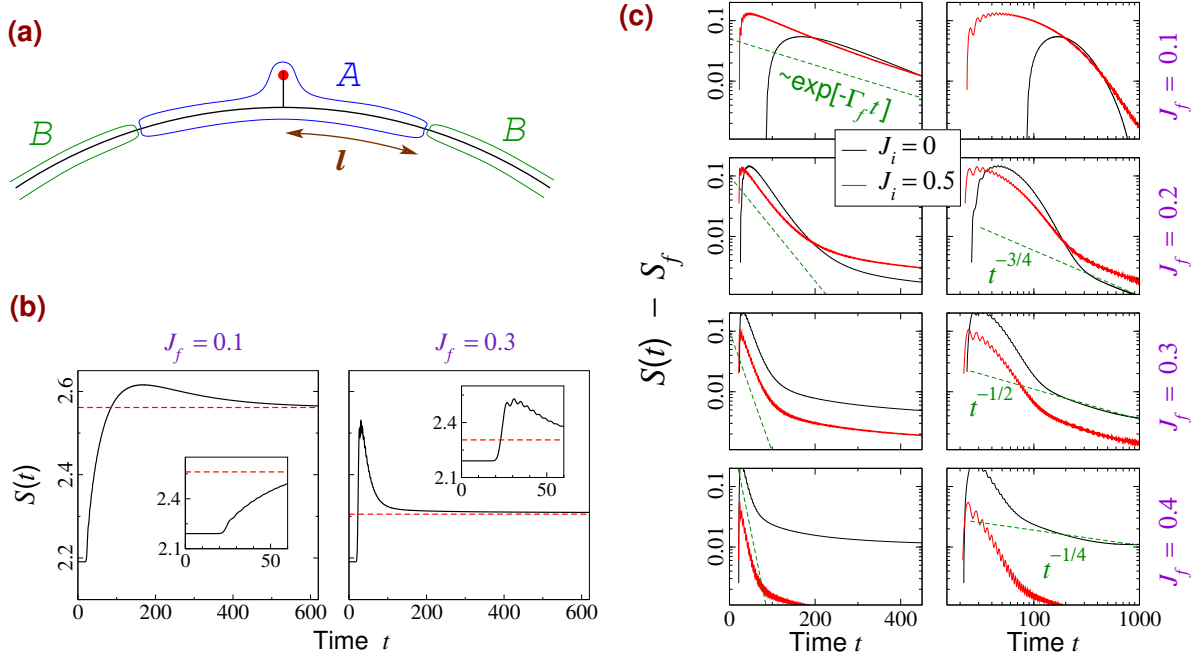 (a)
A
B
B
l
(b)
J_f = 0.1
J_f = 0.3
S(t)
2.6
2.4
2.2
2.4
2.1
0
50
2.4
2.1
0
50
0
200
400
600
0
200
400
600
Time t
Time t
(c)
S(t) − S_f
0.1
0.01
~exp[-Γ_f t]
J_f = 0.1
J_i = 0
J_i = 0.5
0.1
0.01
t^{-3/4}
J_f = 0.2
0.1
0.01
t^{-1/2}
J_f = 0.3
0.1
0.01
t^{-1/4}
J_f = 0.4
0
200
400
100
1000
Time t
Time t